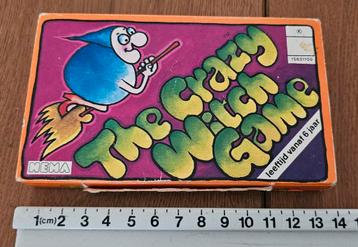 The Crazy
Witch
Game
HEMA
leeftijd vanaf 6 jaar
1(cm) 2 3 4 5 6 7 8 9 10 11 12 13 14